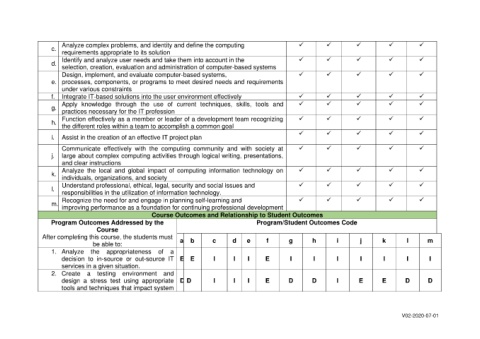 c. Analyze complex problems, and identity and define the computing ✓ ✓ ✓ ✓ ✓
requirements appropriate to its solution
d. Identify and analyze user needs and take them into account in the ✓ ✓ ✓ ✓ ✓
selection, creation, evaluation and administration of computer-based systems
Design, implement, and evaluate computer-based systems, ✓ ✓ ✓ ✓ ✓
e. processes, components, or programs to meet desired needs and requirements
under various constraints
f. Integrate IT-based solutions into the user environment effectively ✓ ✓ ✓ ✓ ✓
g. Apply knowledge through the use of current techniques, skills, tools and ✓ ✓ ✓ ✓ ✓
practices necessary for the IT profession
h. Function effectively as a member or leader of a development team recognizing ✓ ✓ ✓ ✓ ✓
the different roles within a team to accomplish a common goal
i. Assist in the creation of an effective IT project plan ✓ ✓ ✓ ✓ ✓
Communicate effectively with the computing community and with society at ✓ ✓ ✓ ✓ ✓
j. large about complex computing activities through logical writing, presentations,
and clear instructions
k. Analyze the local and global impact of computing information technology on ✓ ✓ ✓ ✓ ✓
individuals, organizations, and society
l. Understand professional, ethical, legal, security and social issues and ✓ ✓ ✓ ✓ ✓
responsibilities in the utilization of information technology.
m. Recognize the need for and engage in planning self-learning and ✓ ✓ ✓ ✓ ✓
improving performance as a foundation for continuing professional development
Course Outcomes and Relationship to Student Outcomes
Program Outcomes Addressed by the Program/Student Outcomes Code
Course
After completing this course, the students must a b c d e f g h i j k l m
be able to:
1. Analyze the appropriateness of a
decision to in-source or out-source IT E E I I I E I I I I I I I
services in a given situation.
2. Create a testing environment and
design a stress test using appropriate D D I I I E D D I E E D D
tools and techniques that impact system
V02-2020-07-01